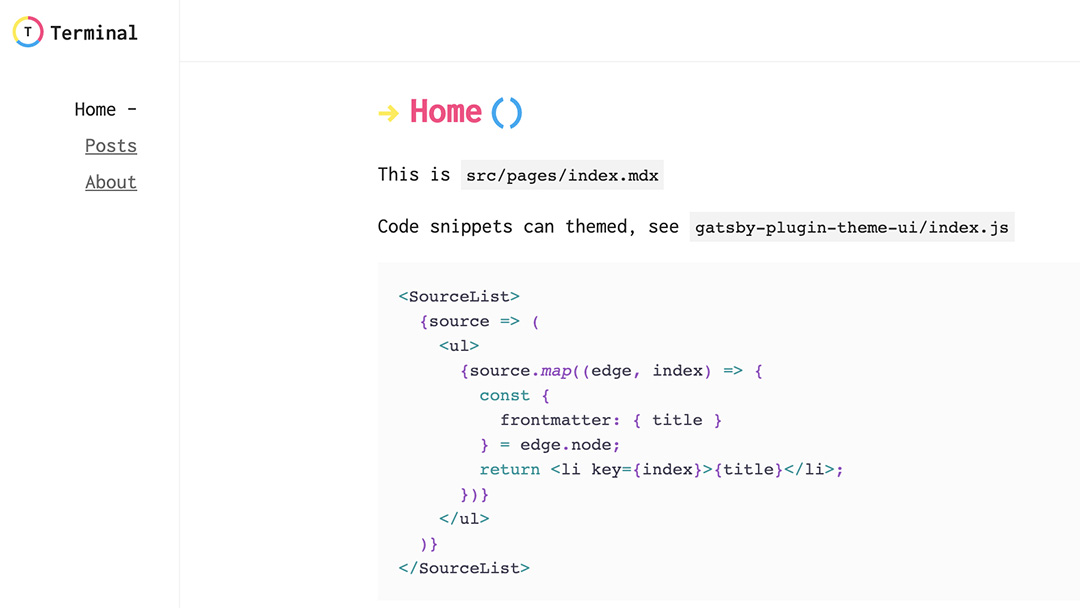 T Terminal
Home -
Posts
About
→ Home ()
This is src/pages/index.mdx
Code snippets can themed, see gatsby-plugin-theme-ui/index.js
<SourceList>
  {source => (
    <ul>
      {source.map((edge, index) => {
        const {
          frontmatter: { title }
        } = edge.node;
        return <li key={index}>{title}</li>;
      })}
    </ul>
  )}
</SourceList>